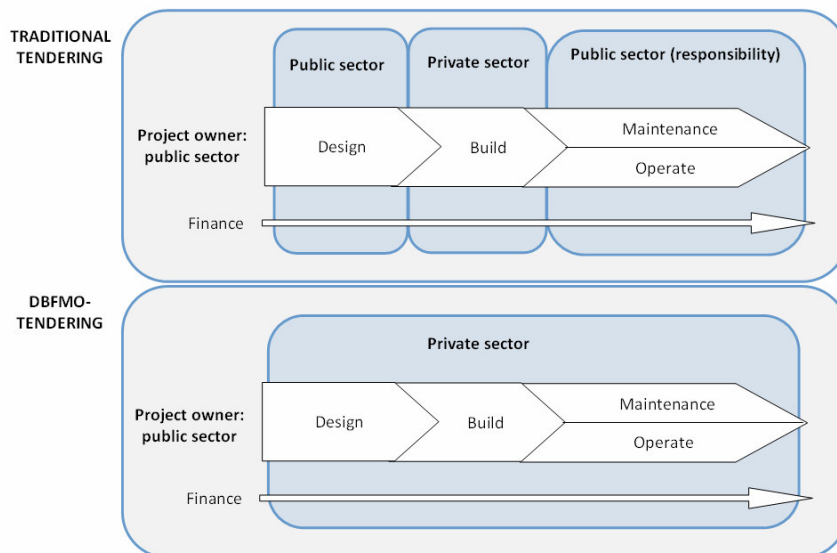 TRADITIONAL
TENDERING
Public sector
Private sector
Public sector (responsibility)
Project owner:
public sector
Design
Build
Maintenance
Operate
Finance
DBFMO-
TENDERING
Private sector
Project owner:
public sector
Design
Build
Maintenance
Operate
Finance